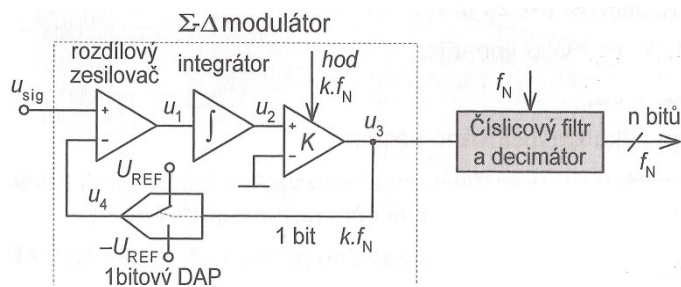 Σ-Δ modulátor
rozdílový
zesilovač
integrátor
hod
k.f_N
u_sig
u_1
u_2
u_3
K
∫
+
−
+
−
U_REF
u_4
−U_REF
1bitový DAP
1 bit
k.f_N
f_N
Číslicový filtr
a decimátor
n bitů
f_N